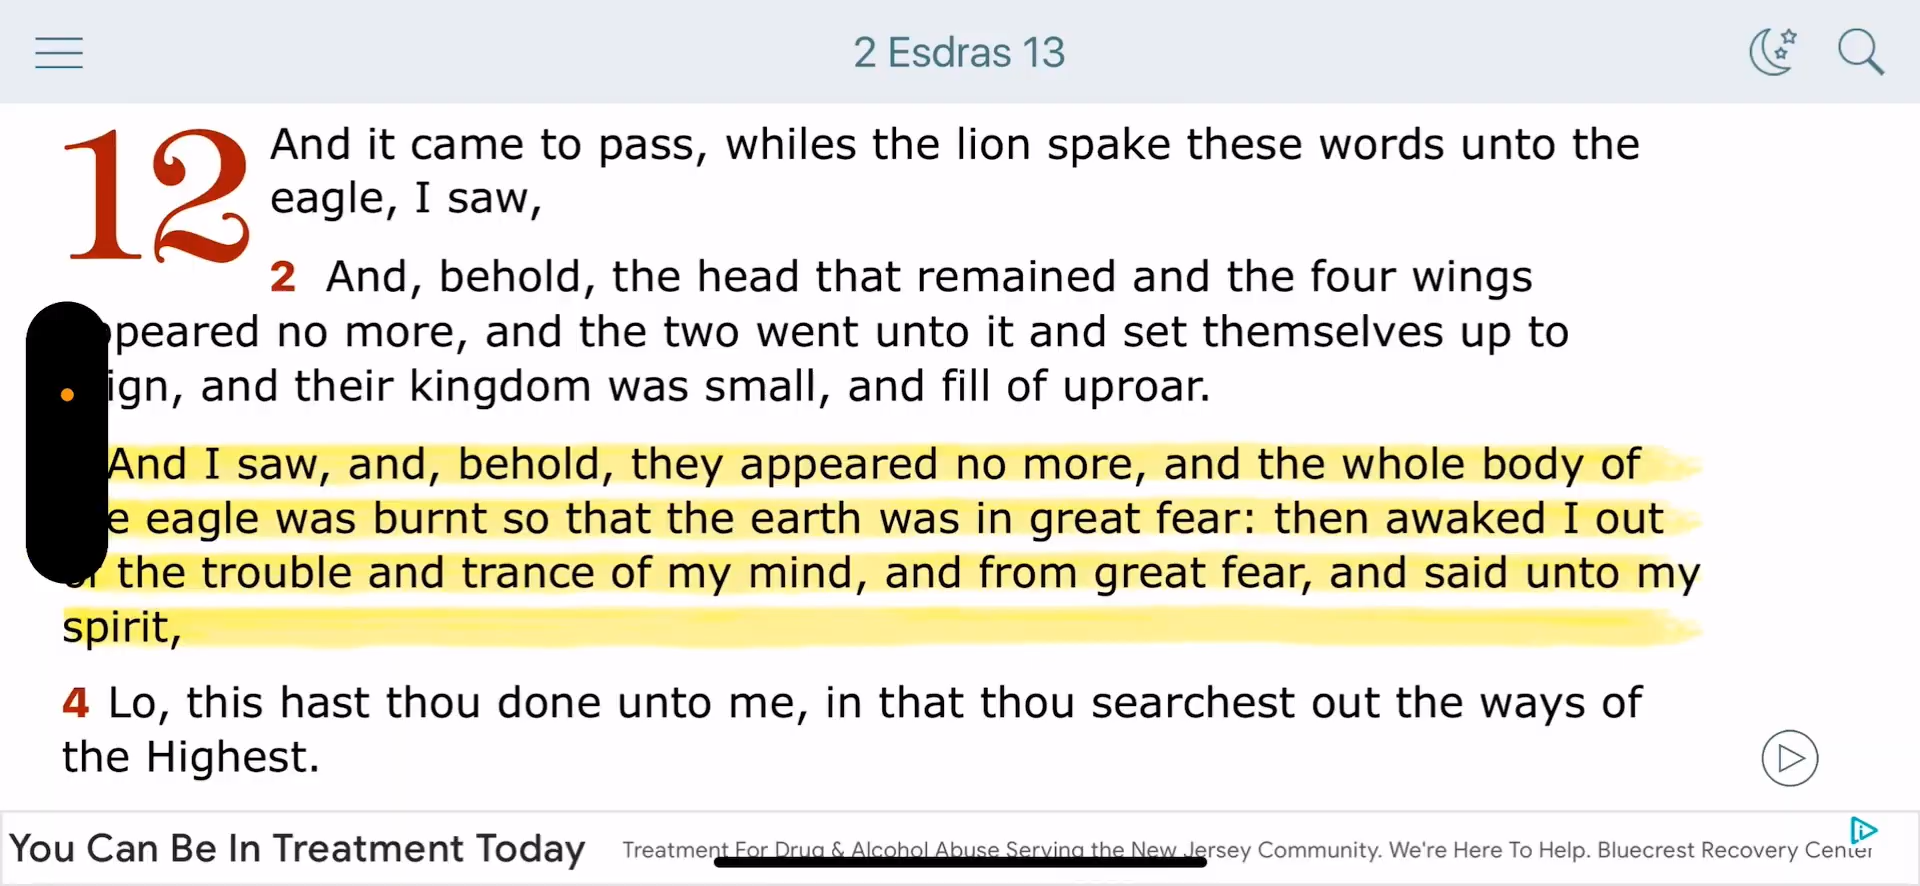 2 Esdras 13
12 And it came to pass, whiles the lion spake these words unto the
eagle, I saw,
2 And, behold, the head that remained and the four wings
peared no more, and the two went unto it and set themselves up to
ign, and their kingdom was small, and fill of uproar.
And I saw, and, behold, they appeared no more, and the whole body of
e eagle was burnt so that the earth was in great fear: then awaked I out
of the trouble and trance of my mind, and from great fear, and said unto my
spirit,
4 Lo, this hast thou done unto me, in that thou searchest out the ways of
the Highest.
You Can Be In Treatment Today
Treatment For Drug & Alcohol Abuse Serving the New Jersey Community. We're Here To Help. Bluecrest Recovery Center